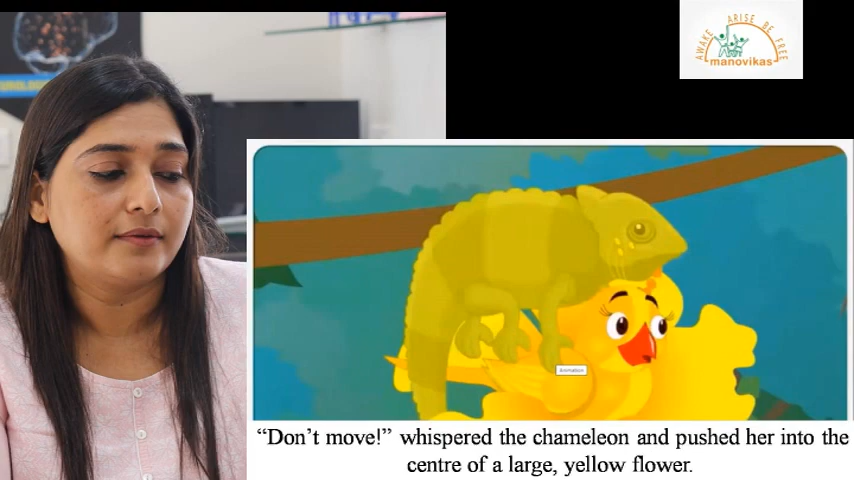 AWAKE ARISE BE FREE
manovikas
Animation
“Don’t move!” whispered the chameleon and pushed her into the
centre of a large, yellow flower.